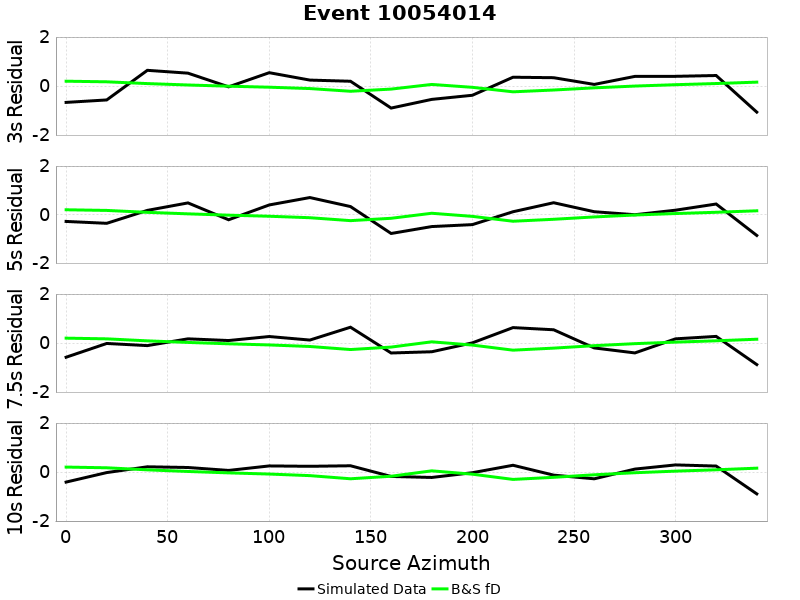 Event 10054014
3s Residual
2
0
-2
5s Residual
2
0
-2
7.5s Residual
2
0
-2
10s Residual
2
0
-2
0 50 100 150 200 250 300
Source Azimuth
Simulated Data B&S fD